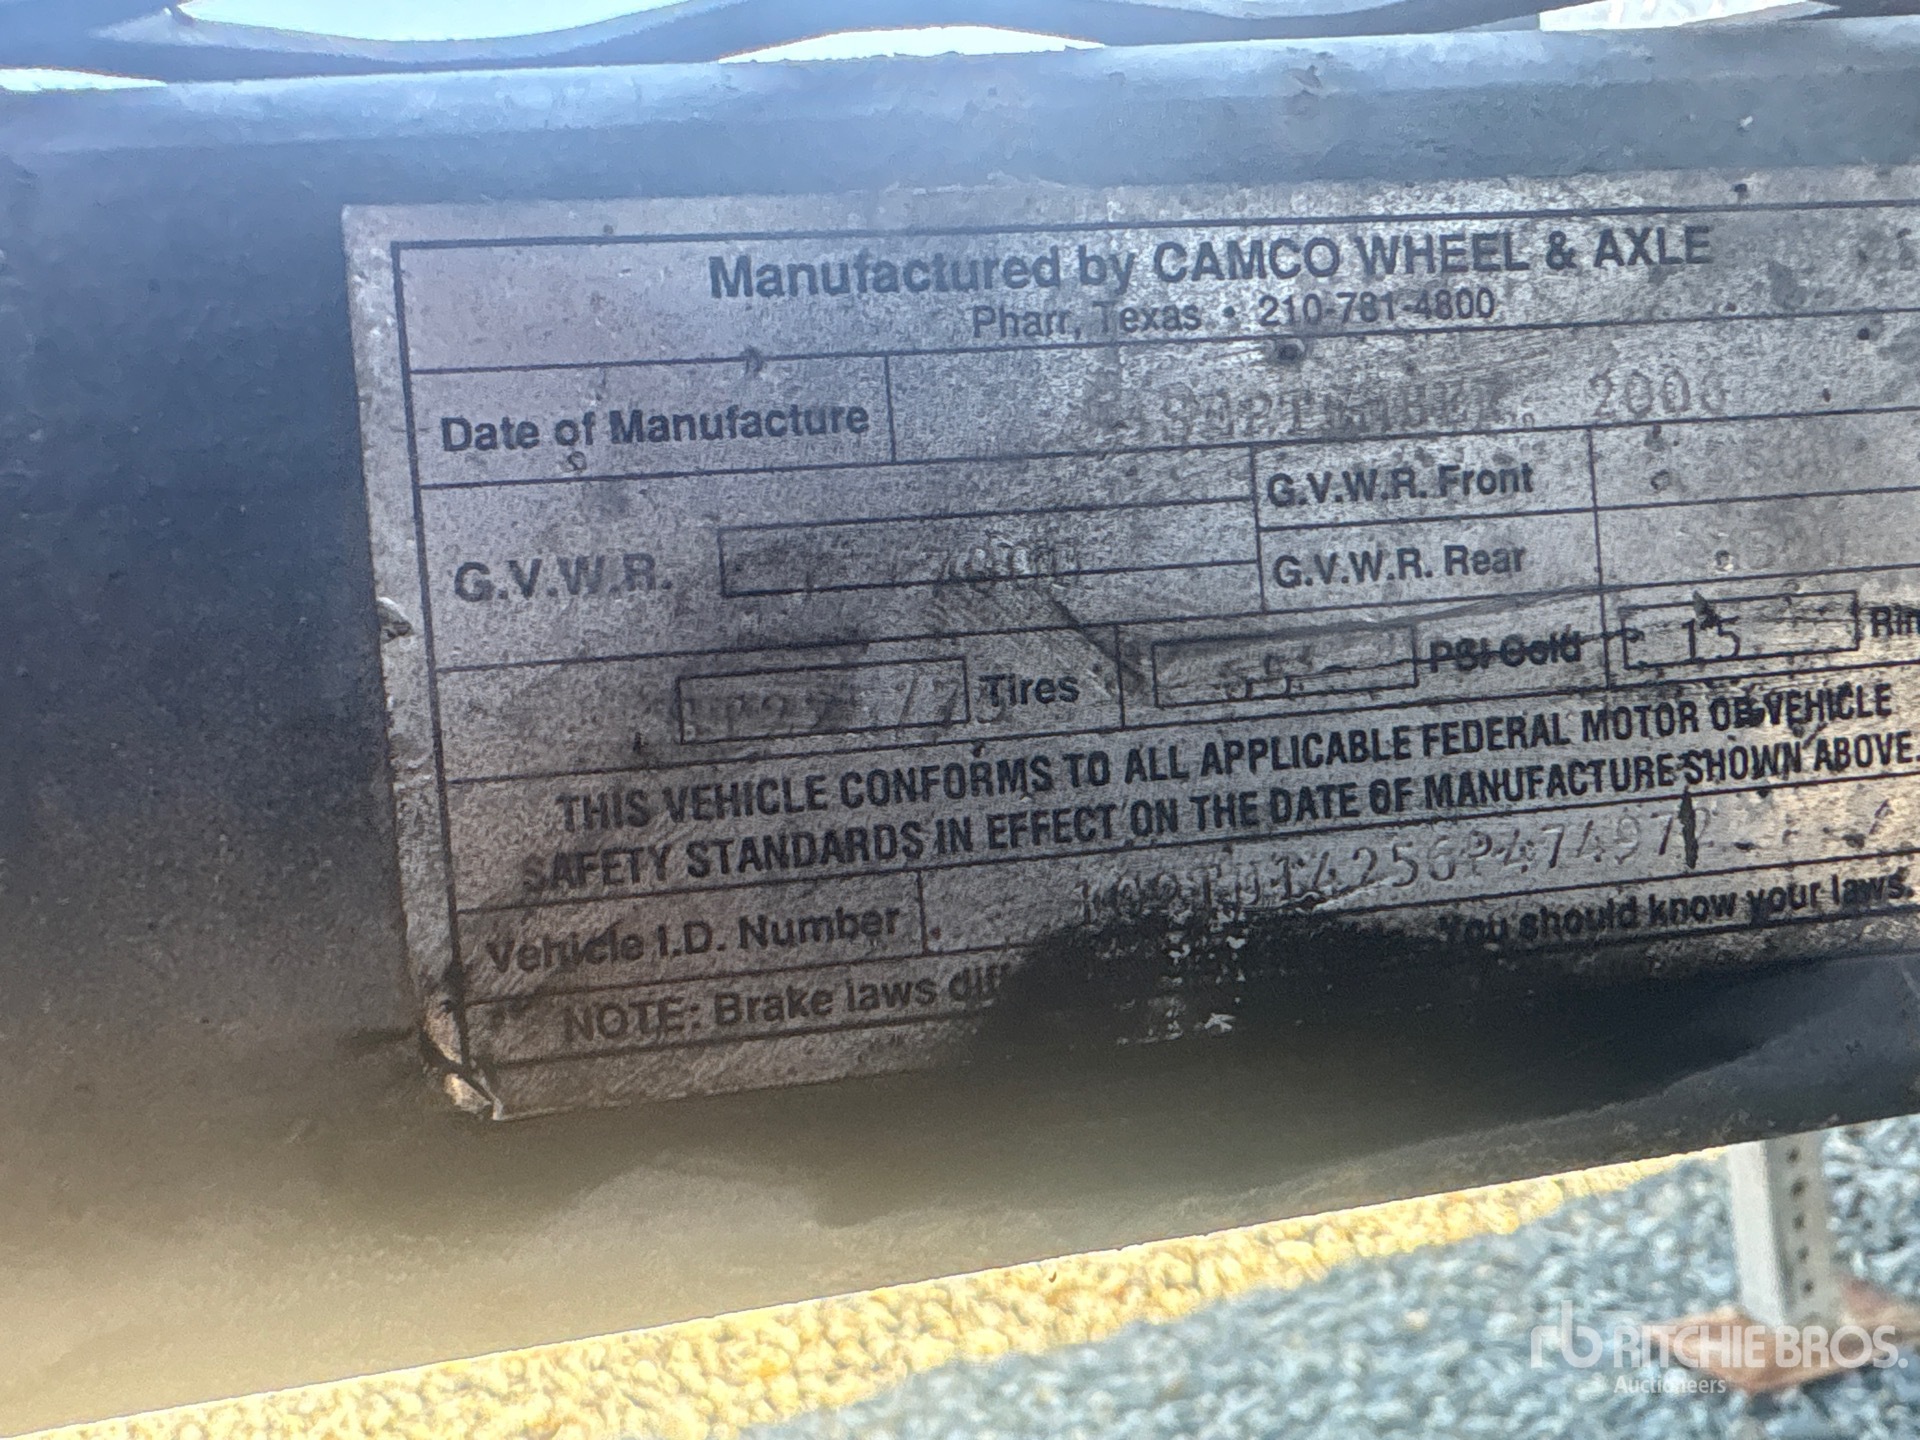 Manufactured by CAMCO WHEEL & AXLE
Pharr, Texas • 210-781-4800
Date of Manufacture 2006
G.V.W.R. Front
G.V.W.R.
G.V.W.R. Rear
Tires PSI Cold 15
THIS VEHICLE CONFORMS TO ALL APPLICABLE FEDERAL MOTOR VEHICLE
SAFETY STANDARDS IN EFFECT ON THE DATE OF MANUFACTURE SHOWN ABOVE.
Vehicle I.D. Number
NOTE: Brake laws You should know your laws.
rb RITCHIE BROS.
Auctioneers